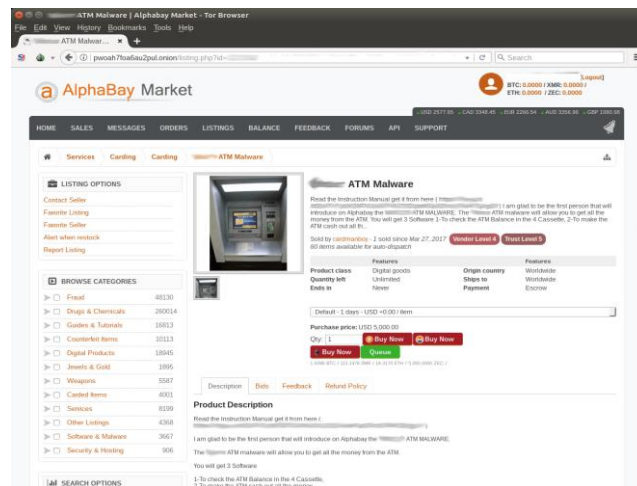 ATM Malware | Alphabay Market - Tor Browser
File Edit View History Bookmarks Tools Help
ATM Malwar...
pwoah7foa6au2pul.onion/listing.php?id=
Search
AlphaBay Market
[Logout]
BTC: 0.0000 / XMR: 0.0000 /
ETH: 0.0000 / ZEC: 0.0000
HOME SALES MESSAGES ORDERS LISTINGS BALANCE FEEDBACK FORUMS API SUPPORT
Services Carding Carding ATM Malware
LISTING OPTIONS
Contact Seller
Favorite Listing
Favorite Seller
Alert when restock
Report Listing
BROWSE CATEGORIES
Fraud 48130
Drugs & Chemicals 260014
Guides & Tutorials 16813
Counterfeit Items 10113
Digital Products 18945
Jewels & Gold 1895
Weapons 5587
Carded Items 4001
Services 8199
Other Listings 4368
Software & Malware 3667
Security & Hosting 906
SEARCH OPTIONS
ATM Malware
Read the Instruction Manual get it from here (
I am glad to be the first person that will
introduce on Alphabay the ATM MALWARE. The ATM malware will allow you to get all the
money from the ATM. You will get 3 Software 1-To check the ATM Balance in the 4 Cassette, 2-To make the
ATM cash out all th...
Sold by - 1 sold since Mar 27, 2017 Vendor Level 4 Trust Level 5
60 items available for auto-dispatch
Features Features
Product class Digital goods Origin country Worldwide
Quantity left Unlimited Ships to Worldwide
Ends in Never Payment Escrow
Default - 1 days - USD +0.00 / item
Purchase price: USD 5,000.00
Qty: 1 Buy Now Buy Now
Buy Now Queue
Description Bids Feedback Refund Policy
Product Description
Read the Instruction Manual get it from here (
I am glad to be the first person that will introduce on Alphabay the ATM MALWARE.
The ATM malware will allow you to get all the money from the ATM.
You will get 3 Software
1-To check the ATM Balance in the 4 Cassette,
2-To make the ATM cash out all the money